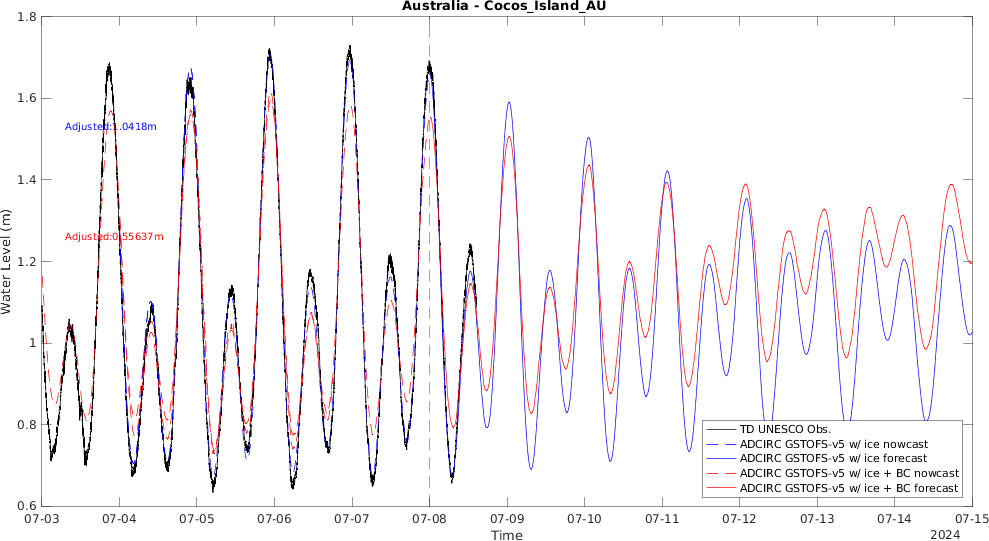 Australia - Cocos_Island_AU
1.8
1.6
1.4
1.2
1
0.8
0.6
Water Level (m)
Adjusted:1.0418m
Adjusted:0.55637m
TD UNESCO Obs.
ADCIRC GSTOFS-v5 w/ ice nowcast
ADCIRC GSTOFS-v5 w/ ice forecast
ADCIRC GSTOFS-v5 w/ ice + BC nowcast
ADCIRC GSTOFS-v5 w/ ice + BC forecast
07-03 07-04 07-05 07-06 07-07 07-08 07-09 07-10 07-11 07-12 07-13 07-14 07-15
Time 2024